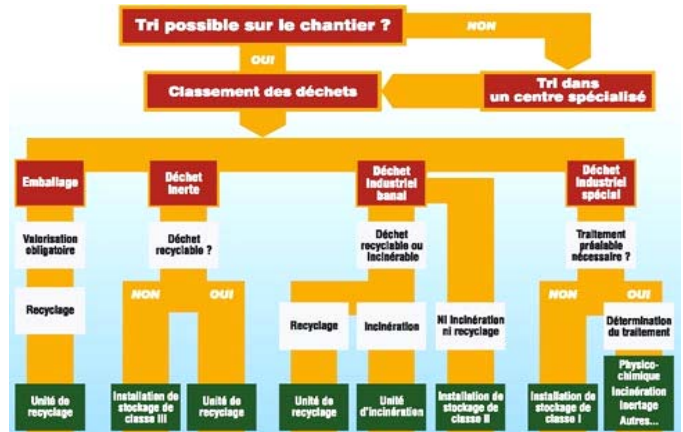 Tri possible sur le chantier ?
NON
OUI
Classement des déchets
Tri dans
un centre spécialisé
Emballage
Déchet
inerte
Déchet
industriel
banal
Déchet
industriel
spécial
Valorisation
obligatoire
Déchet
recyclable ?
Déchet
recyclable ou
incinérable
Traitement
préalable
nécessaire ?
NON
OUI
NON
OUI
Recyclage
Recyclage
Incinération
Ni incinération
ni recyclage
Détermination
du traitement
Unité de
recyclage
Installation de
stockage de
classe III
Unité de
recyclage
Unité de
recyclage
Unité
d'incinération
Installation de
stockage de
classe II
Installation de
stockage de
classe I
Physico-
chimique
Incinération
Inertage
Autres...